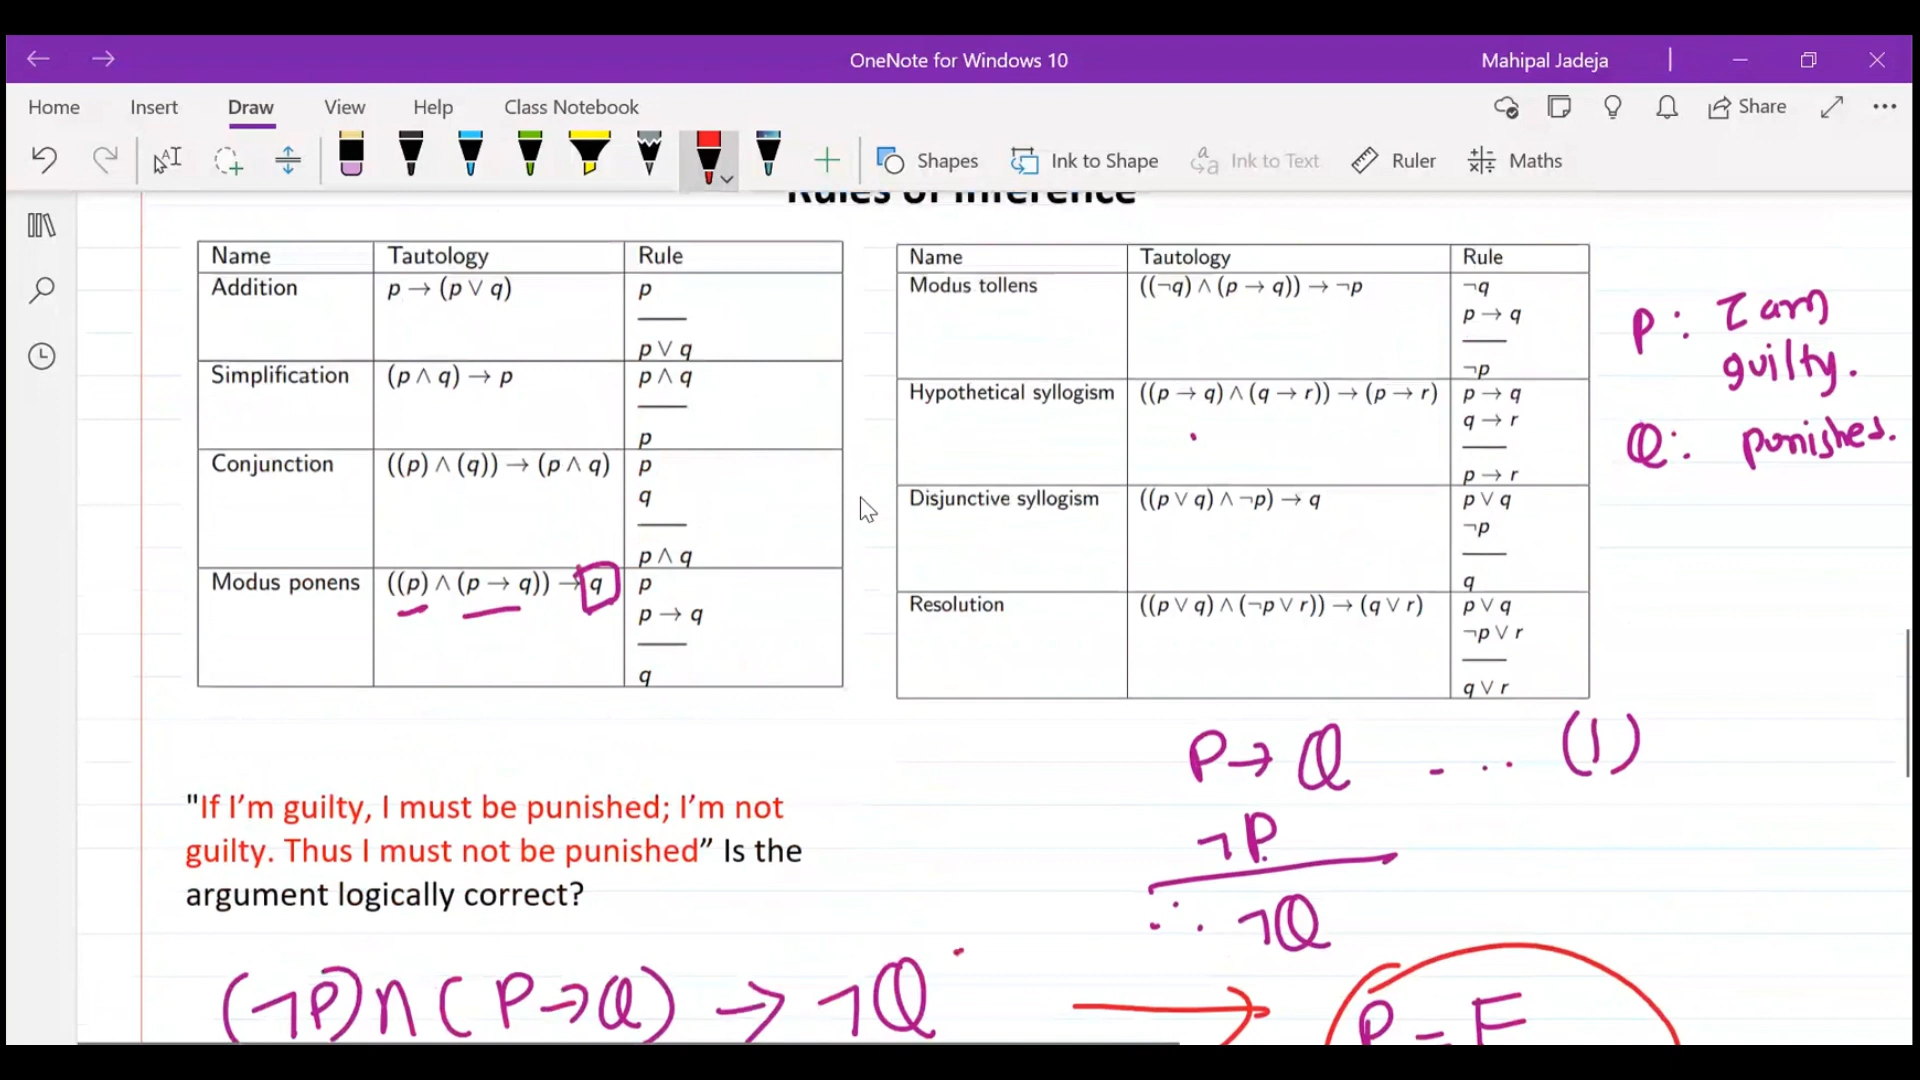 OneNote for Windows 10
Mahipal Jadeja
Home Insert Draw View Help Class Notebook
Share
Shapes Ink to Shape Ink to Text Ruler Maths
Rules of Inference
Name Tautology Rule
Addition p → (p ∨ q) p
p ∨ q
Simplification (p ∧ q) → p p ∧ q
p
Conjunction ((p) ∧ (q)) → (p ∧ q) p
q
p ∧ q
Modus ponens ((p) ∧ (p → q)) → q p
p → q
q
Name Tautology Rule
Modus tollens ((¬q) ∧ (p → q)) → ¬p ¬q
p → q
¬p
Hypothetical syllogism ((p → q) ∧ (q → r)) → (p → r) p → q
q → r
p → r
Disjunctive syllogism ((p ∨ q) ∧ ¬p) → q p ∨ q
¬p
q
Resolution ((p ∨ q) ∧ (¬p ∨ r)) → (q ∨ r) p ∨ q
¬p ∨ r
q ∨ r
P: I am
guilty.
Q: punished.
P→Q - .. (1)
¬P
∴ ¬Q
"If I’m guilty, I must be punished; I’m not
guilty. Thus I must not be punished” Is the
argument logically correct?
(¬P)∩(P→Q) → ¬Q
P = F